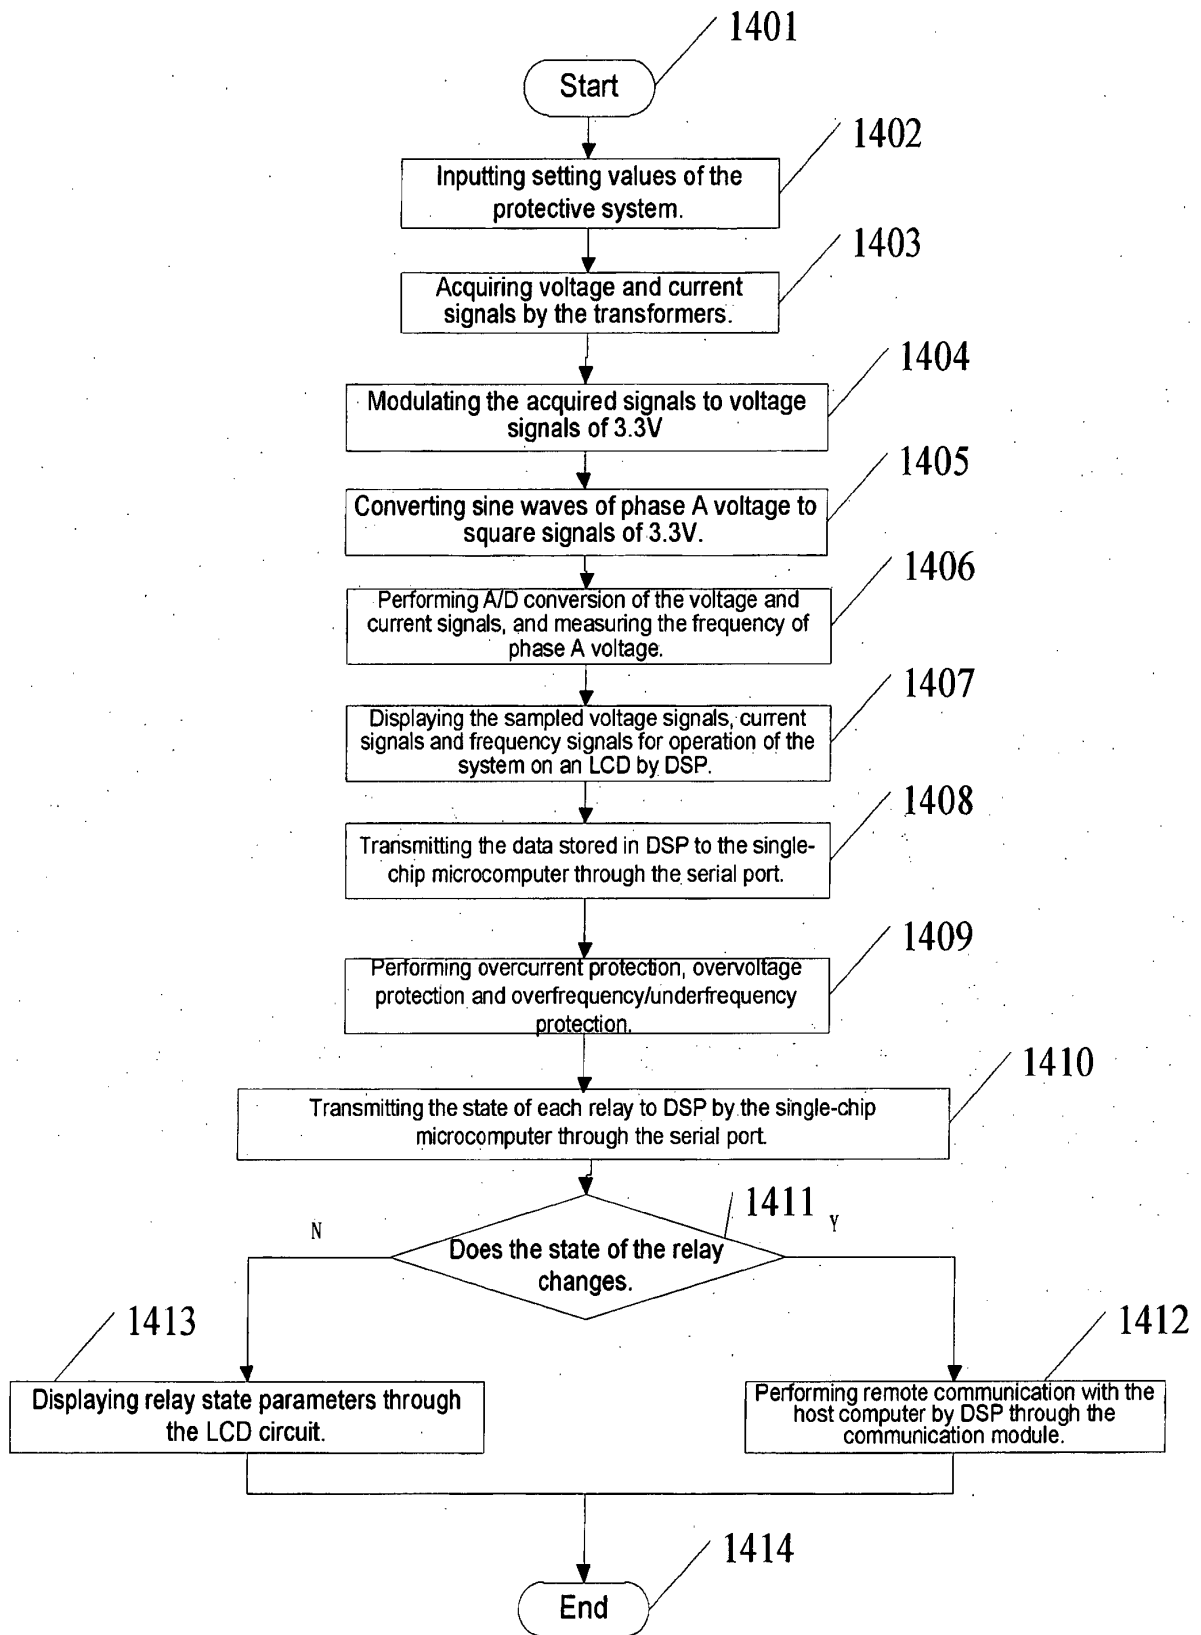 1401
Start
1402
Inputting setting values of the
protective system.
1403
Acquiring voltage and current
signals by the transformers.
1404
Modulating the acquired signals to voltage
signals of 3.3V
1405
Converting sine waves of phase A voltage to
square signals of 3.3V.
1406
Performing A/D conversion of the voltage and
current signals, and measuring the frequency of
phase A voltage.
1407
Displaying the sampled voltage signals, current
signals and frequency signals for operation of the
system on an LCD by DSP.
1408
Transmitting the data stored in DSP to the single-
chip microcomputer through the serial port.
1409
Performing overcurrent protection, overvoltage
protection and overfrequency/underfrequency
protection.
1410
Transmitting the state of each relay to DSP by the single-chip
microcomputer through the serial port.
1411
N
Y
Does the state of the relay
changes.
1413
1412
Displaying relay state parameters through
the LCD circuit.
Performing remote communication with the
host computer by DSP through the
communication module.
1414
End